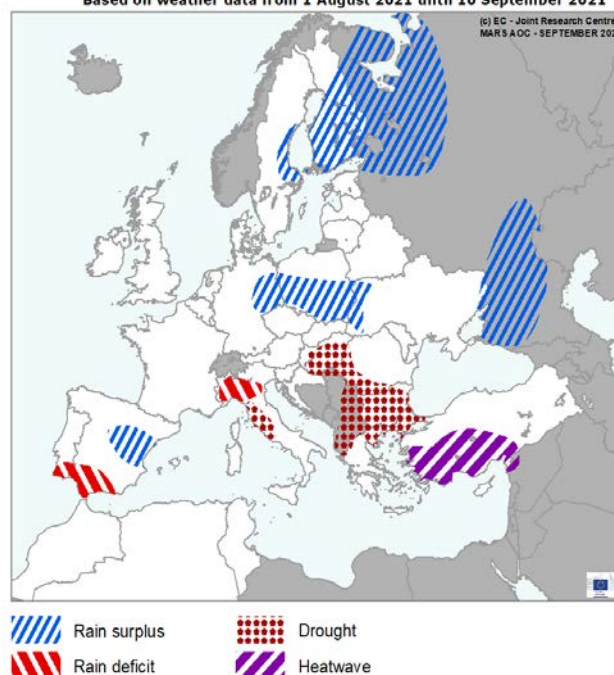 Based on weather data from 1 August 2021 until 10 September 2021
(c) EC - Joint Research Centre
MARS AOC - SEPTEMBER 202
Rain surplus
Drought
Rain deficit
Heatwave